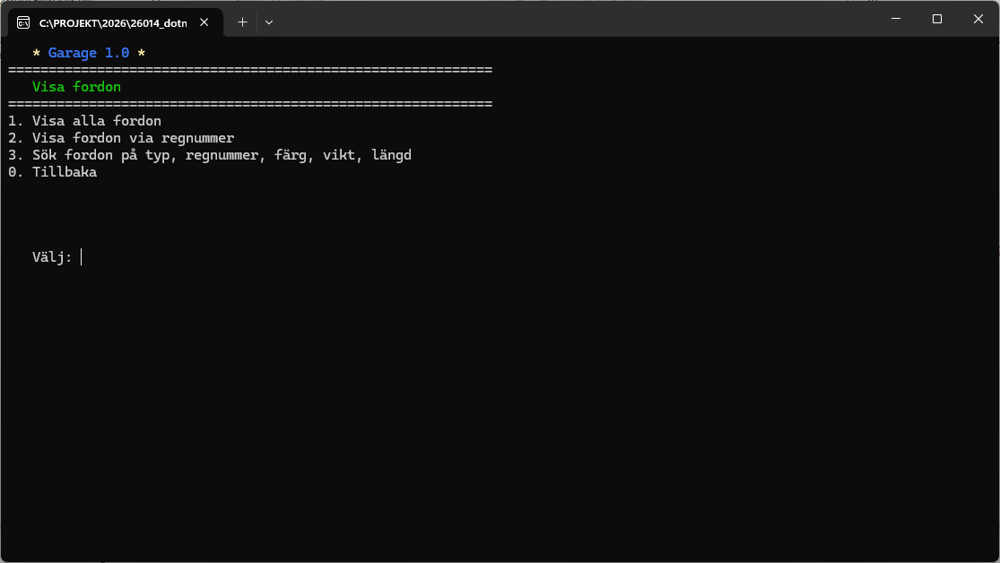 C:\PROJEKT\2026\26014_dotn
* Garage 1.0 *
============================================================
Visa fordon
============================================================
1. Visa alla fordon
2. Visa fordon via regnummer
3. Sök fordon på typ, regnummer, färg, vikt, längd
0. Tillbaka
Välj: